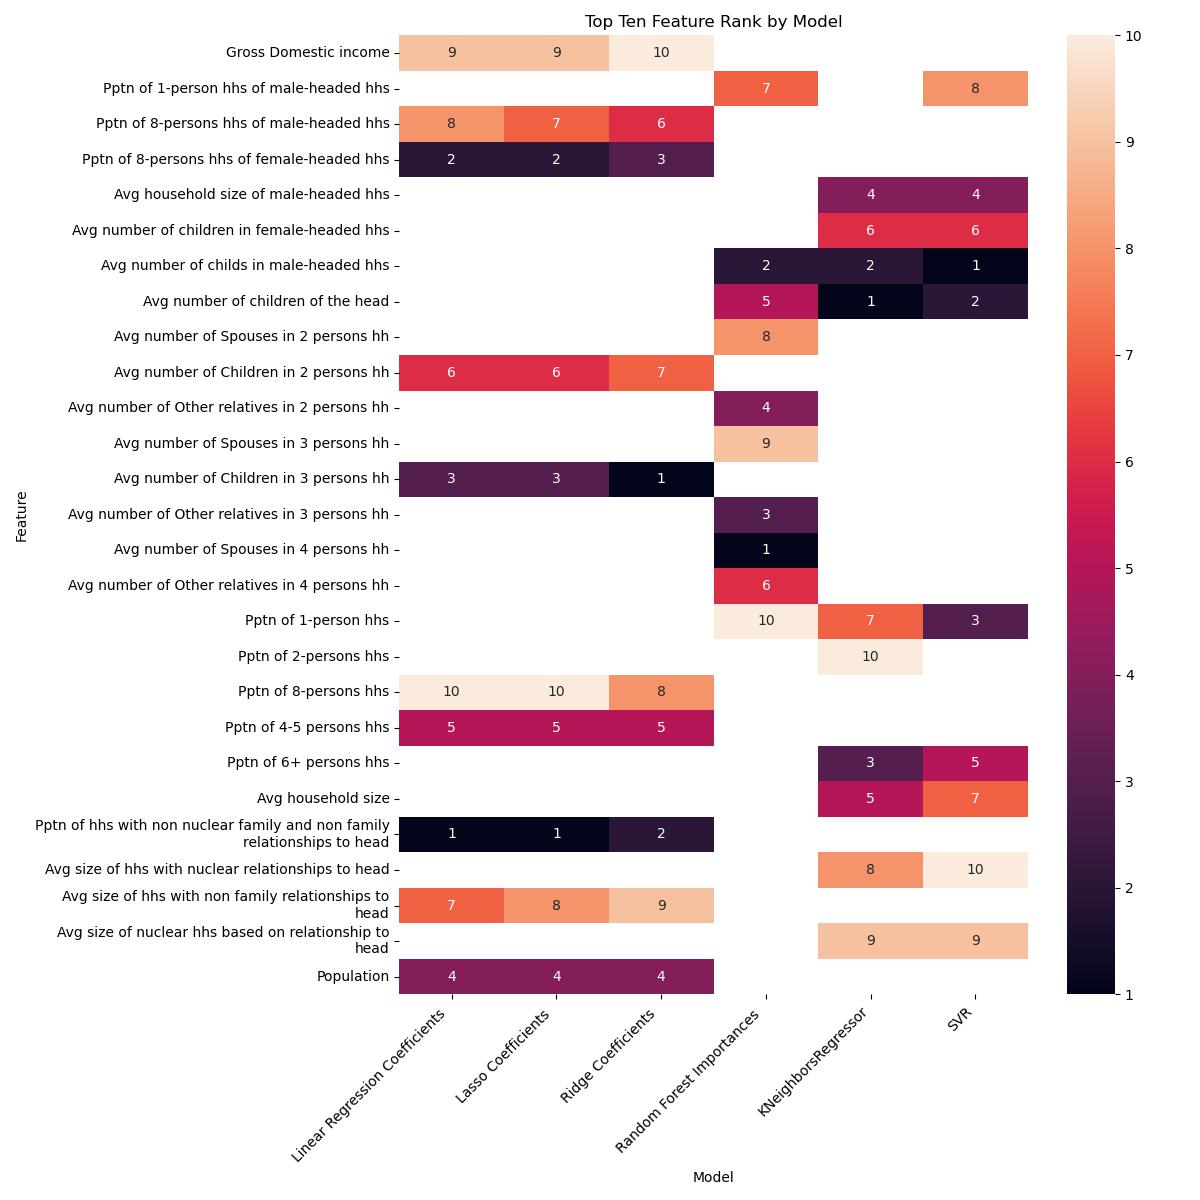 Top Ten Feature Rank by Model
Gross Domestic income
9 9 10
Pptn of 1-person hhs of male-headed hhs
7 8
Pptn of 8-persons hhs of male-headed hhs
8 7 6
Pptn of 8-persons hhs of female-headed hhs
2 2 3
Avg household size of male-headed hhs
4 4
Avg number of children in female-headed hhs
6 6
Avg number of childs in male-headed hhs
2 2 1
Avg number of children of the head
5 1 2
Avg number of Spouses in 2 persons hh
8
Avg number of Children in 2 persons hh
6 6 7
Avg number of Other relatives in 2 persons hh
4
Avg number of Spouses in 3 persons hh
9
Avg number of Children in 3 persons hh
3 3 1
Avg number of Other relatives in 3 persons hh
3
Avg number of Spouses in 4 persons hh
1
Avg number of Other relatives in 4 persons hh
6
Pptn of 1-person hhs
10 7 3
Pptn of 2-persons hhs
10
Pptn of 8-persons hhs
10 10 8
Pptn of 4-5 persons hhs
5 5 5
Pptn of 6+ persons hhs
3 5
Avg household size
5 7
Pptn of hhs with non nuclear family and non family
relationships to head
1 1 2
Avg size of hhs with nuclear relationships to head
8 10
Avg size of hhs with non family relationships to
head
7 8 9
Avg size of nuclear hhs based on relationship to
head
9 9
Population
4 4 4
Feature
Linear Regression Coefficients
Lasso Coefficients
Ridge Coefficients
Random Forest Importances
KNeighborsRegressor
SVR
Model
10
9
8
7
6
5
4
3
2
1